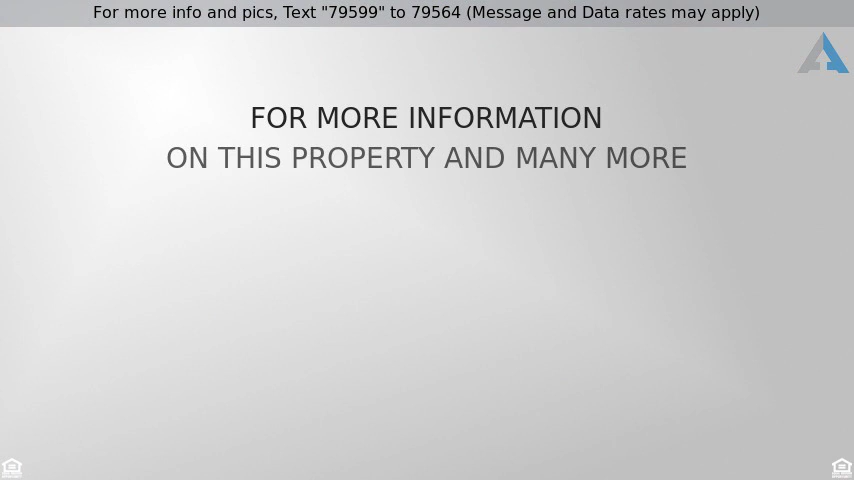 For more info and pics, Text "79599" to 79564 (Message and Data rates may apply)
FOR MORE INFORMATION
ON THIS PROPERTY AND MANY MORE